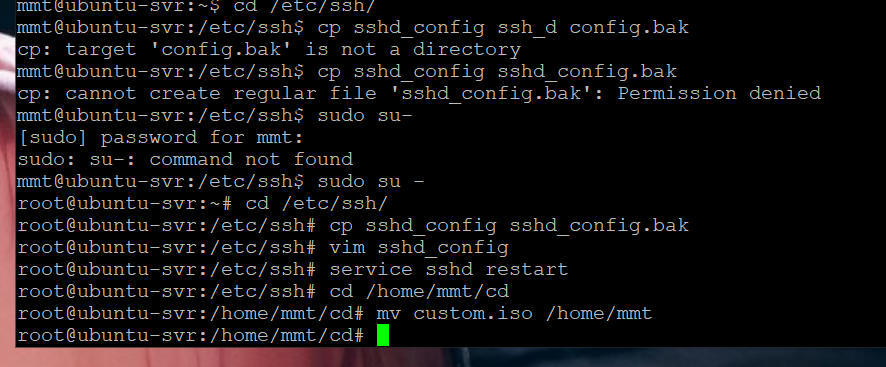 mmt@ubuntu-svr:~$ cd /etc/ssh/
mmt@ubuntu-svr:/etc/ssh$ cp sshd_config ssh_d config.bak
cp: target 'config.bak' is not a directory
mmt@ubuntu-svr:/etc/ssh$ cp sshd_config sshd_config.bak
cp: cannot create regular file 'sshd_config.bak': Permission denied
mmt@ubuntu-svr:/etc/ssh$ sudo su-
[sudo] password for mmt:
sudo: su-: command not found
mmt@ubuntu-svr:/etc/ssh$ sudo su -
root@ubuntu-svr:~# cd /etc/ssh/
root@ubuntu-svr:/etc/ssh# cp sshd_config sshd_config.bak
root@ubuntu-svr:/etc/ssh# vim sshd_config
root@ubuntu-svr:/etc/ssh# service sshd restart
root@ubuntu-svr:/etc/ssh# cd /home/mmt/cd
root@ubuntu-svr:/home/mmt/cd# mv custom.iso /home/mmt
root@ubuntu-svr:/home/mmt/cd#